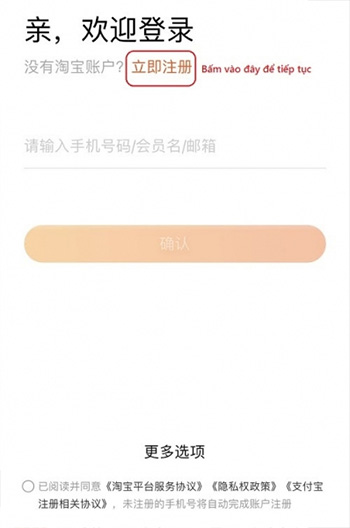 亲，欢迎登录
没有淘宝账户？立即注册 Bấm vào đây để tiếp tục
请输入手机号码/会员名/邮箱
确认
更多选项
已阅读并同意《淘宝平台服务协议》《隐私权政策》《支付宝
注册相关协议》，未注册的手机号将自动完成账户注册